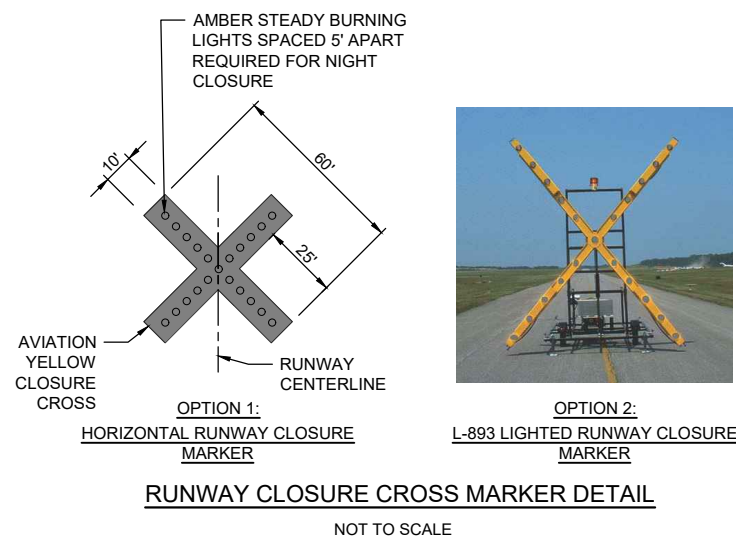 AMBER STEADY BURNING
LIGHTS SPACED 5' APART
REQUIRED FOR NIGHT
CLOSURE
10'
60'
25'
AVIATION
YELLOW
CLOSURE
CROSS
RUNWAY
CENTERLINE
OPTION 1:
HORIZONTAL RUNWAY CLOSURE
MARKER
OPTION 2:
L-893 LIGHTED RUNWAY CLOSURE
MARKER
RUNWAY CLOSURE CROSS MARKER DETAIL
NOT TO SCALE